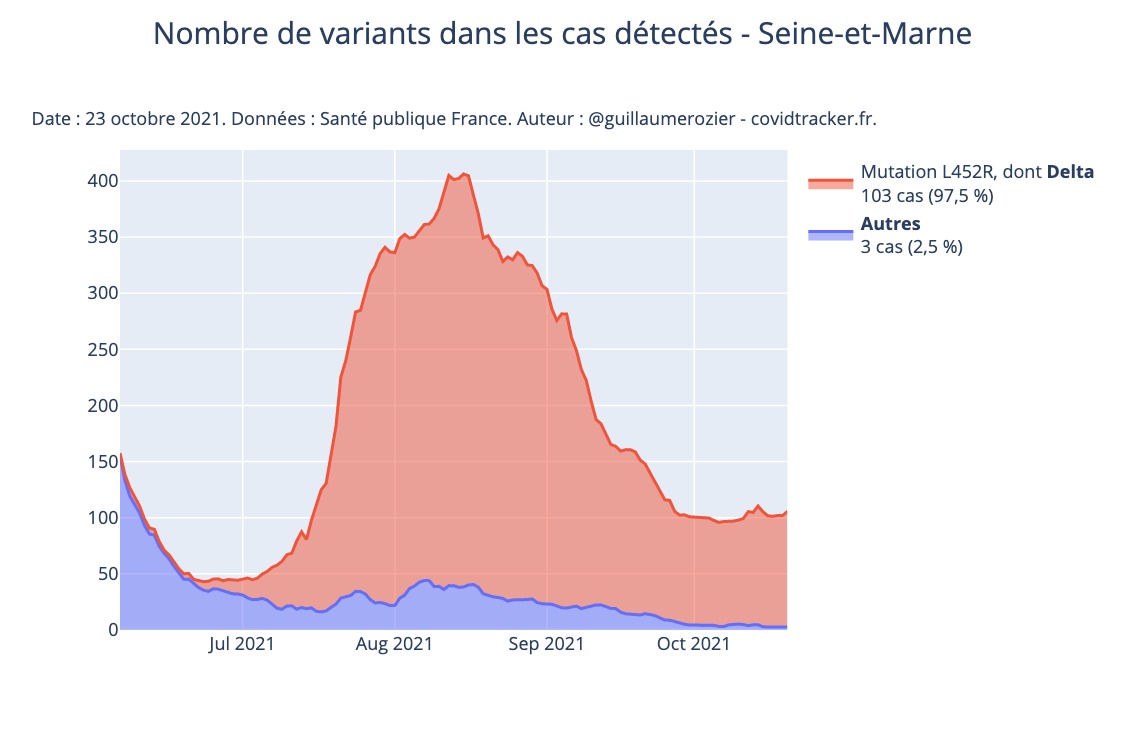 Nombre de variants dans les cas détectés - Seine-et-Marne
Date : 23 octobre 2021. Données : Santé publique France. Auteur : @guillaumerozier - covidtracker.fr.
Mutation L452R, dont Delta
103 cas (97,5 %)
Autres
3 cas (2,5 %)
400
350
300
250
200
150
100
50
0
Jul 2021 Aug 2021 Sep 2021 Oct 2021